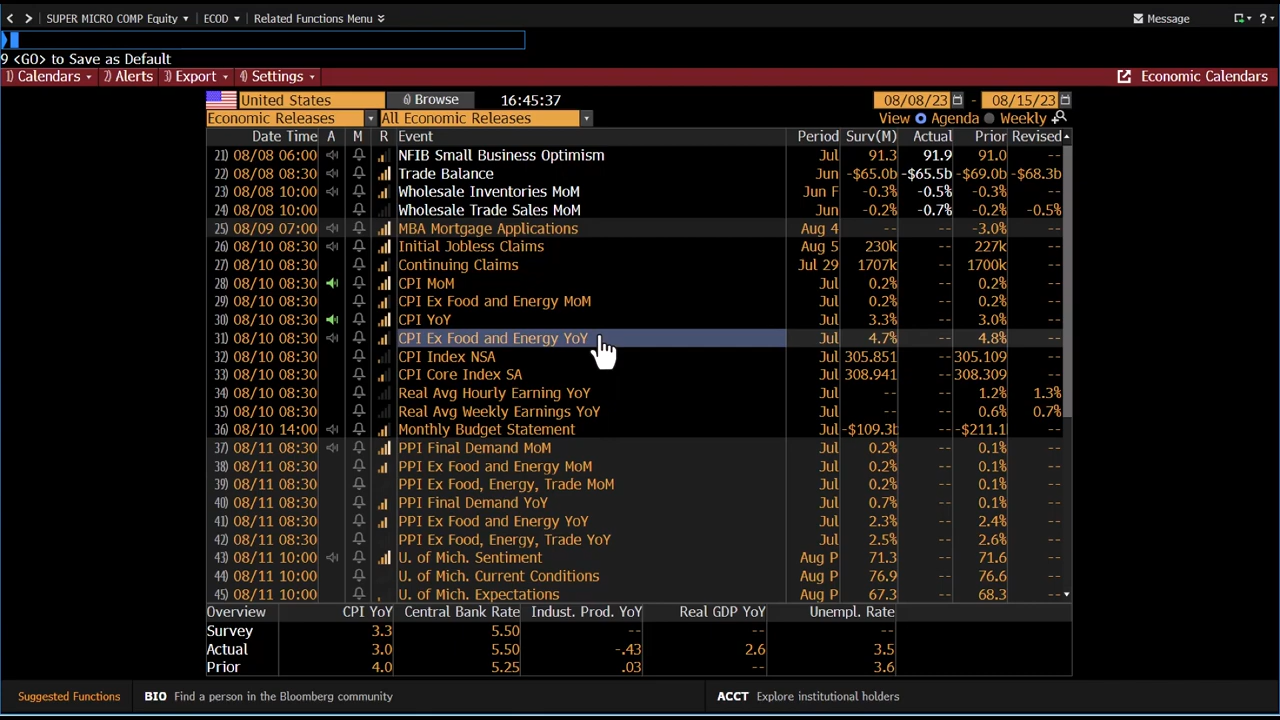 SUPER MICRO COMP Equity ECOD Related Functions Menu Message ?
9 <GO> to Save as Default
1) Calendars 2) Alerts 3) Export 4) Settings Economic Calendars
United States Browse 16:45:37 08/08/23 - 08/15/23
Economic Releases All Economic Releases View Agenda Weekly
Date Time A M R Event Period Surv(M) Actual Prior Revised
21) 08/08 06:00 NFIB Small Business Optimism Jul 91.3 91.9 91.0 --
22) 08/08 08:30 Trade Balance Jun -$65.0b -$65.5b -$69.0b -$68.3b
23) 08/08 10:00 Wholesale Inventories MoM Jun F -0.3% -0.5% -0.3% --
24) 08/08 10:00 Wholesale Trade Sales MoM Jun -0.2% -0.7% -0.2% -0.5%
25) 08/09 07:00 MBA Mortgage Applications Aug 4 -- -- -3.0% --
26) 08/10 08:30 Initial Jobless Claims Aug 5 230k -- 227k --
27) 08/10 08:30 Continuing Claims Jul 29 1707k -- 1700k --
28) 08/10 08:30 CPI MoM Jul 0.2% -- 0.2% --
29) 08/10 08:30 CPI Ex Food and Energy MoM Jul 0.2% -- 0.2% --
30) 08/10 08:30 CPI YoY Jul 3.3% -- 3.0% --
31) 08/10 08:30 CPI Ex Food and Energy YoY Jul 4.7% -- 4.8% --
32) 08/10 08:30 CPI Index NSA Jul 305.851 -- 305.109 --
33) 08/10 08:30 CPI Core Index SA Jul 308.941 -- 308.309 --
34) 08/10 08:30 Real Avg Hourly Earning YoY Jul -- -- 1.2% 1.3%
35) 08/10 08:30 Real Avg Weekly Earnings YoY Jul -- -- 0.6% 0.7%
36) 08/10 14:00 Monthly Budget Statement Jul -$109.3b -- -$211.1 --
37) 08/11 08:30 PPI Final Demand MoM Jul 0.2% -- 0.1% --
38) 08/11 08:30 PPI Ex Food and Energy MoM Jul 0.2% -- 0.1% --
39) 08/11 08:30 PPI Ex Food, Energy, Trade MoM Jul 0.2% -- 0.1% --
40) 08/11 08:30 PPI Final Demand YoY Jul 0.7% -- 0.1% --
41) 08/11 08:30 PPI Ex Food and Energy YoY Jul 2.3% -- 2.4% --
42) 08/11 08:30 PPI Ex Food, Energy, Trade YoY Jul 2.5% -- 2.6% --
43) 08/11 10:00 U. of Mich. Sentiment Aug P 71.3 -- 71.6 --
44) 08/11 10:00 U. of Mich. Current Conditions Aug P 76.9 -- 76.6 --
45) 08/11 10:00 U. of Mich. Expectations Aug P 67.3 -- 68.3 --
Overview CPI YoY Central Bank Rate Indust. Prod. YoY Real GDP YoY Unempl. Rate
Survey 3.3 5.50 -- -- --
Actual 3.0 5.50 -.43 2.6 3.5
Prior 4.0 5.25 .03 -- 3.6
Suggested Functions BIO Find a person in the Bloomberg community ACCT Explore institutional holders